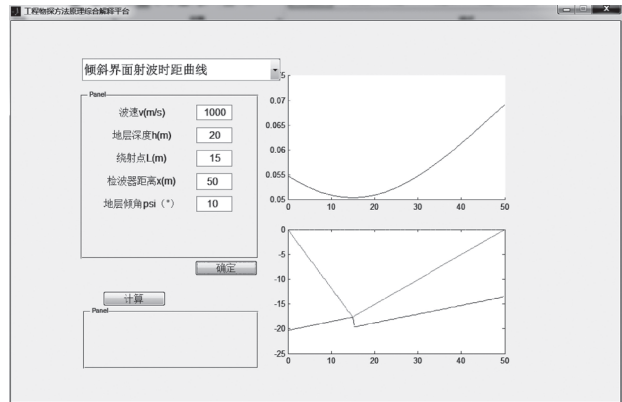 工程物探方法原理综合解释平台
倾斜界面射波时距曲线
Panel
波速v(m/s) 1000
地层深度h(m) 20
绕射点L(m) 15
检波器距离x(m) 50
地层倾角psi（°） 10
确定
计算
Panel
5
0.07
0.065
0.06
0.055
0.05
0 10 20 30 40 50
0
-5
-10
-15
-20
-25
0 10 20 30 40 50